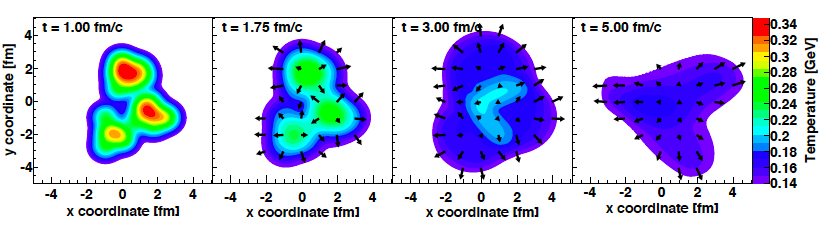 t = 1.00 fm/c
t = 1.75 fm/c
t = 3.00 fm/c
t = 5.00 fm/c
y coordinate [fm]
4
2
0
-2
-4
-4 -2 0 2 4
-4 -2 0 2 4
-4 -2 0 2 4
-4 -2 0 2 4
x coordinate [fm]
x coordinate [fm]
x coordinate [fm]
x coordinate [fm]
0.34
0.32
0.3
0.28
0.26
0.24
0.22
0.2
0.18
0.16
0.14
Temperature [GeV]